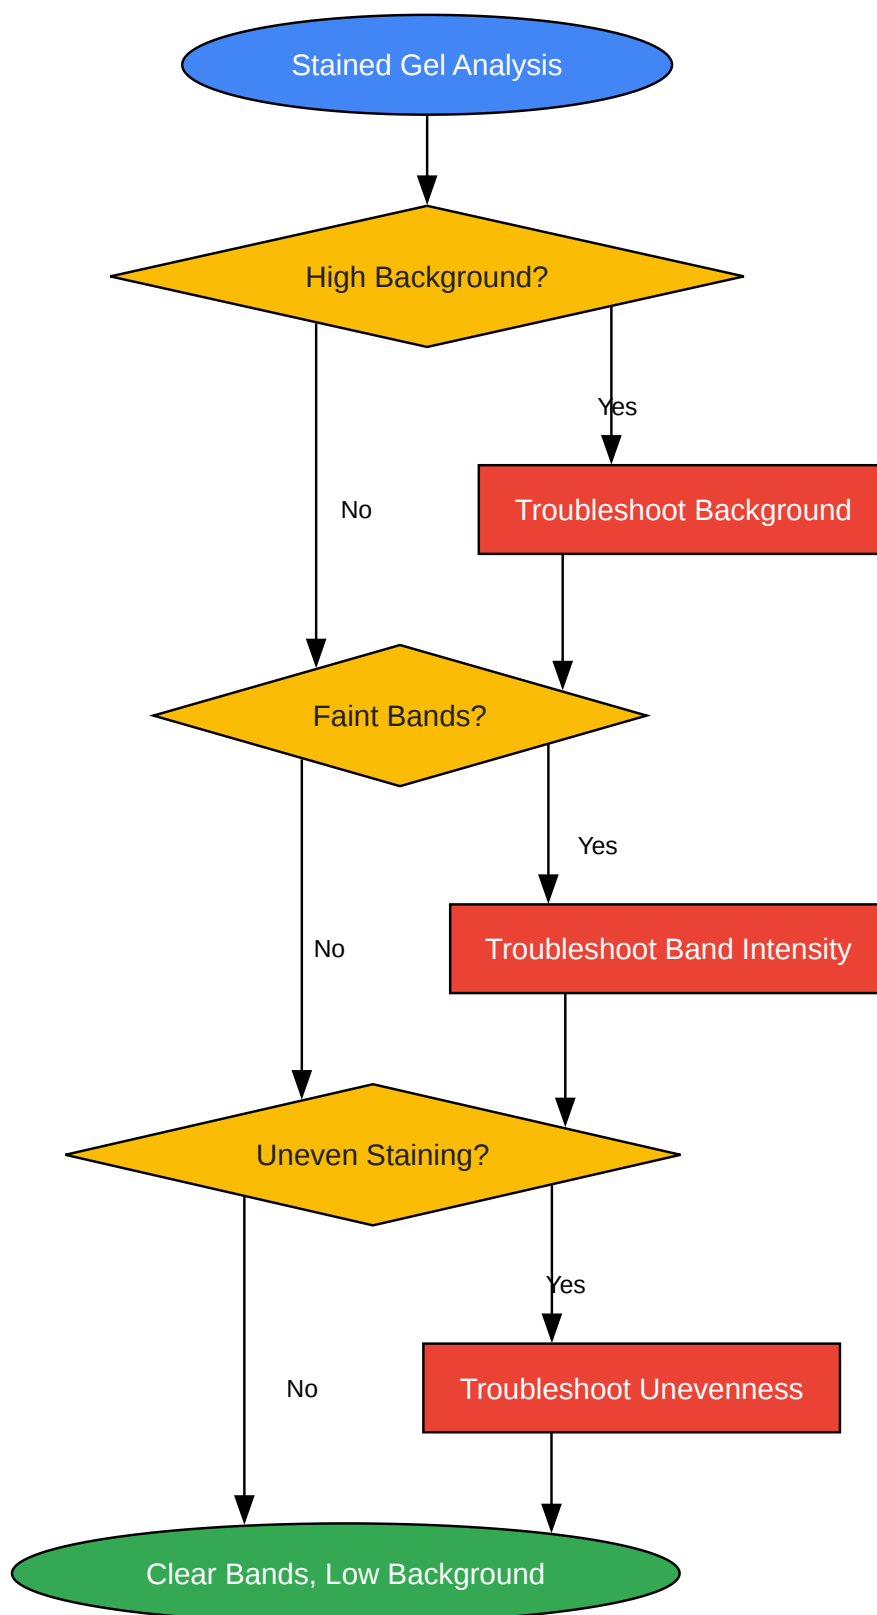 Stained Gel Analysis
High Background?
Yes
No
Troubleshoot Background
Faint Bands?
Yes
No
Troubleshoot Band Intensity
Uneven Staining?
Yes
No
Troubleshoot Unevenness
Clear Bands, Low Background